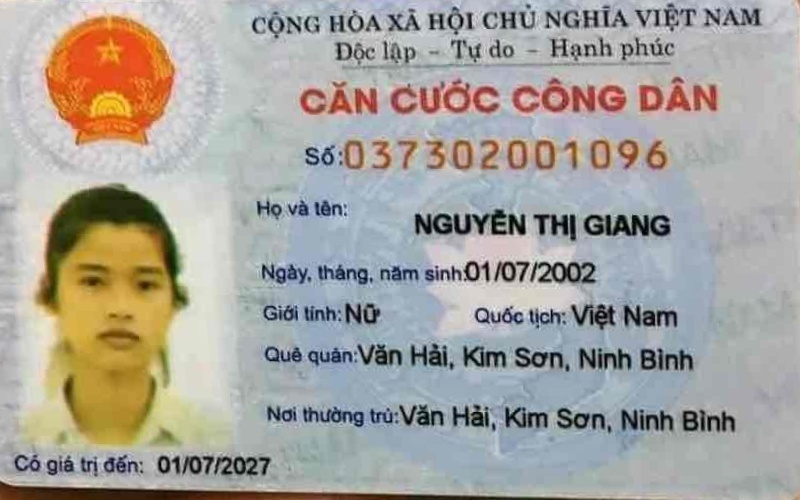 CỘNG HÒA XÃ HỘI CHỦ NGHĨA VIỆT NAM
Độc lập - Tự do - Hạnh phúc
CĂN CƯỚC CÔNG DÂN
Số: 037302001096
Họ và tên:
NGUYỄN THỊ GIANG
Ngày, tháng, năm sinh: 01/07/2002
Giới tính: Nữ Quốc tịch: Việt Nam
Quê quán: Văn Hải, Kim Sơn, Ninh Bình
Nơi thường trú: Văn Hải, Kim Sơn, Ninh Bình
Có giá trị đến: 01/07/2027